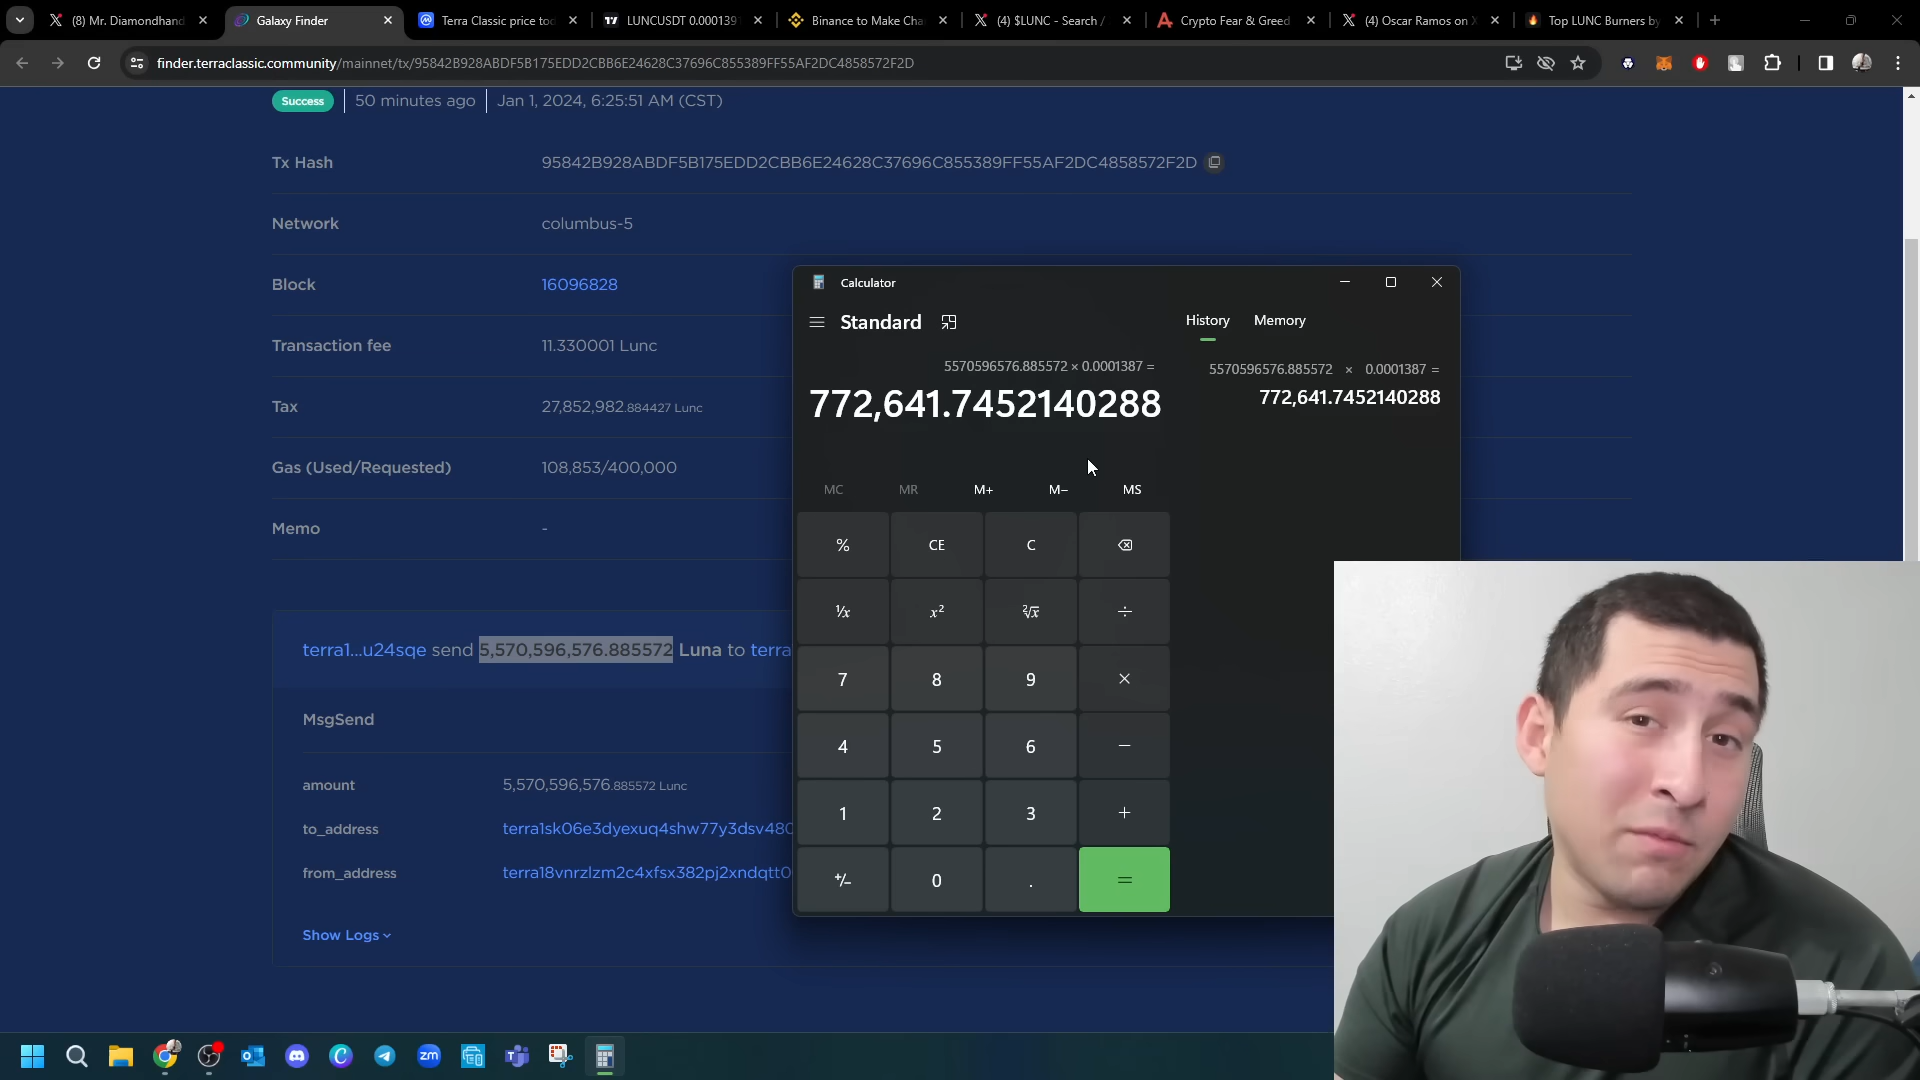 (8) Mr. Diamondhand
Galaxy Finder
Terra Classic price tod
LUNCUSDT 0.0001391
Binance to Make Cha
(4) $LUNC - Search /
Crypto Fear & Greed
(4) Oscar Ramos on X
Top LUNC Burners by
finder.terraclassic.community/mainnet/tx/95842B928ABDF5B175EDD2CBB6E24628C37696C855389FF55AF2DC4858572F2D
Success
50 minutes ago
Jan 1, 2024, 6:25:51 AM (CST)
Tx Hash
95842B928ABDF5B175EDD2CBB6E24628C37696C855389FF55AF2DC4858572F2D
Network
columbus-5
Block
16096828
Transaction fee
11.330001 Lunc
Tax
27,852,982.884427 Lunc
Gas (Used/Requested)
108,853/400,000
Memo
-
terra1...u24sqe send 5,570,596,576.885572 Luna to terra
MsgSend
amount
5,570,596,576.885572 Lunc
to_address
terra1sk06e3dyexuq4shw77y3dsv480
from_address
terra18vnrzlzm2c4xfsx382pj2xndqtt0
Show Logs
Calculator
Standard
History
Memory
5570596576.885572 × 0.0001387 =
772,641.7452140288
5570596576.885572 × 0.0001387 =
772,641.7452140288
MC MR M+ M− MS
% CE C
⅟x x² ²√x ÷
7 8 9 ×
4 5 6 −
1 2 3 +
+/− 0 . =
zm